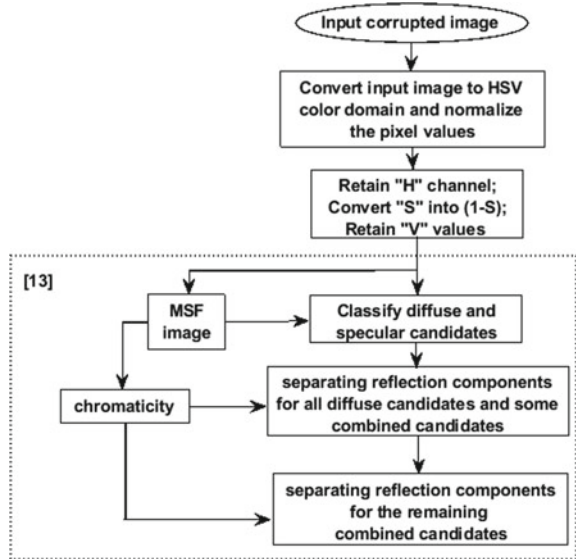 Input corrupted image
Convert input image to HSV
color domain and normalize
the pixel values
Retain "H" channel;
Convert "S" into (1-S);
Retain "V" values
[13]
MSF
image
Classify diffuse and
specular candidates
chromaticity
separating reflection components
for all diffuse candidates and some
combined candidates
separating reflection components
for the remaining
combined candidates